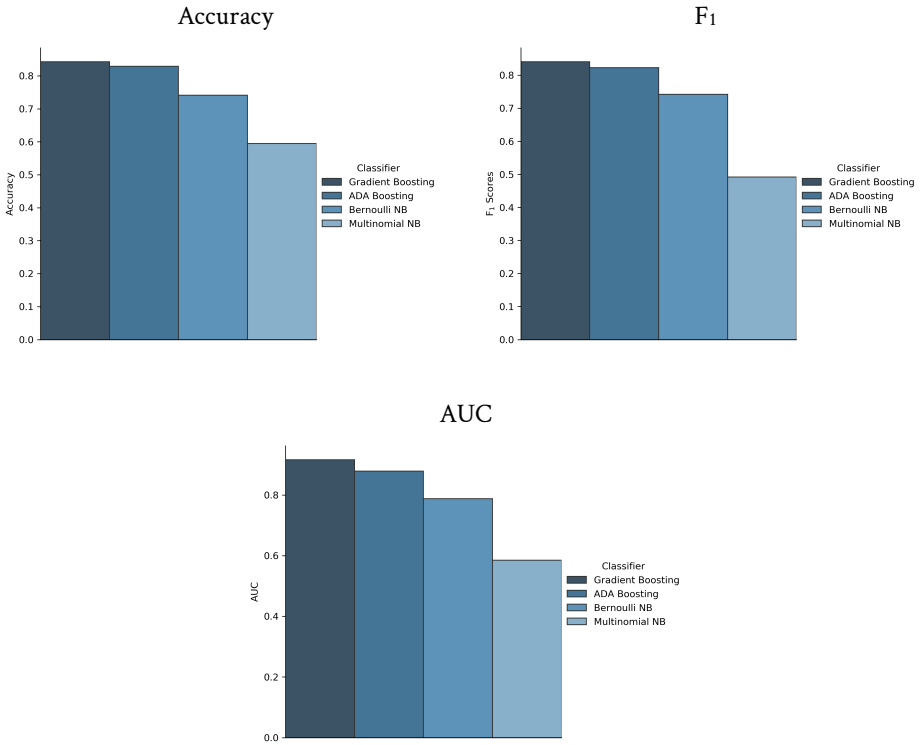 Accuracy
0.8
0.7
0.6
0.5
0.4
0.3
0.2
0.1
0.0
Accuracy
Classifier
Gradient Boosting
ADA Boosting
Bernoulli NB
Multinomial NB
F₁
0.8
0.7
0.6
0.5
0.4
0.3
0.2
0.1
0.0
F₁ Scores
Classifier
Gradient Boosting
ADA Boosting
Bernoulli NB
Multinomial NB
AUC
0.8
0.6
0.4
0.2
0.0
AUC
Classifier
Gradient Boosting
ADA Boosting
Bernoulli NB
Multinomial NB